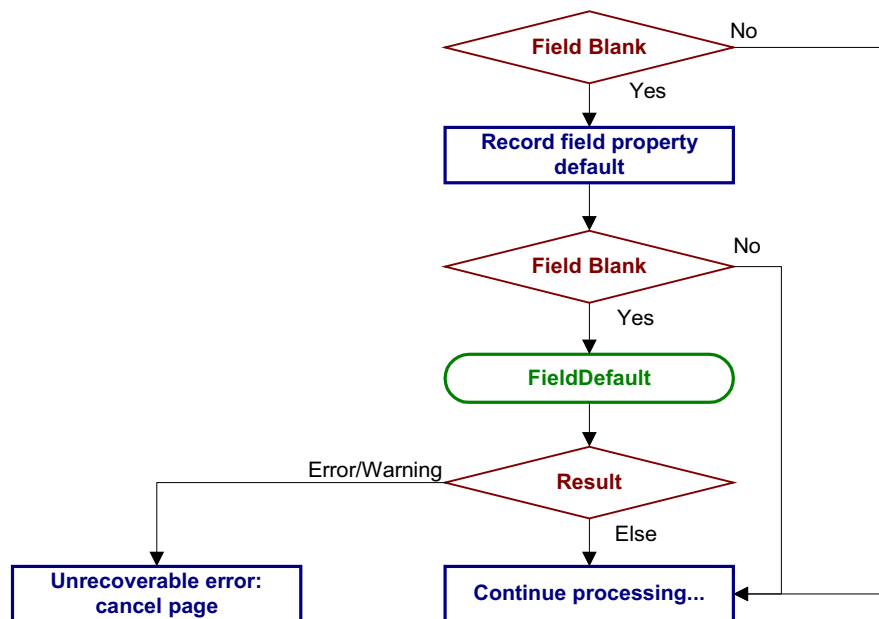 Field Blank
No
Yes
Record field property
default
Field Blank
No
Yes
FieldDefault
Error/Warning
Result
Else
Unrecoverable error:
cancel page
Continue processing...